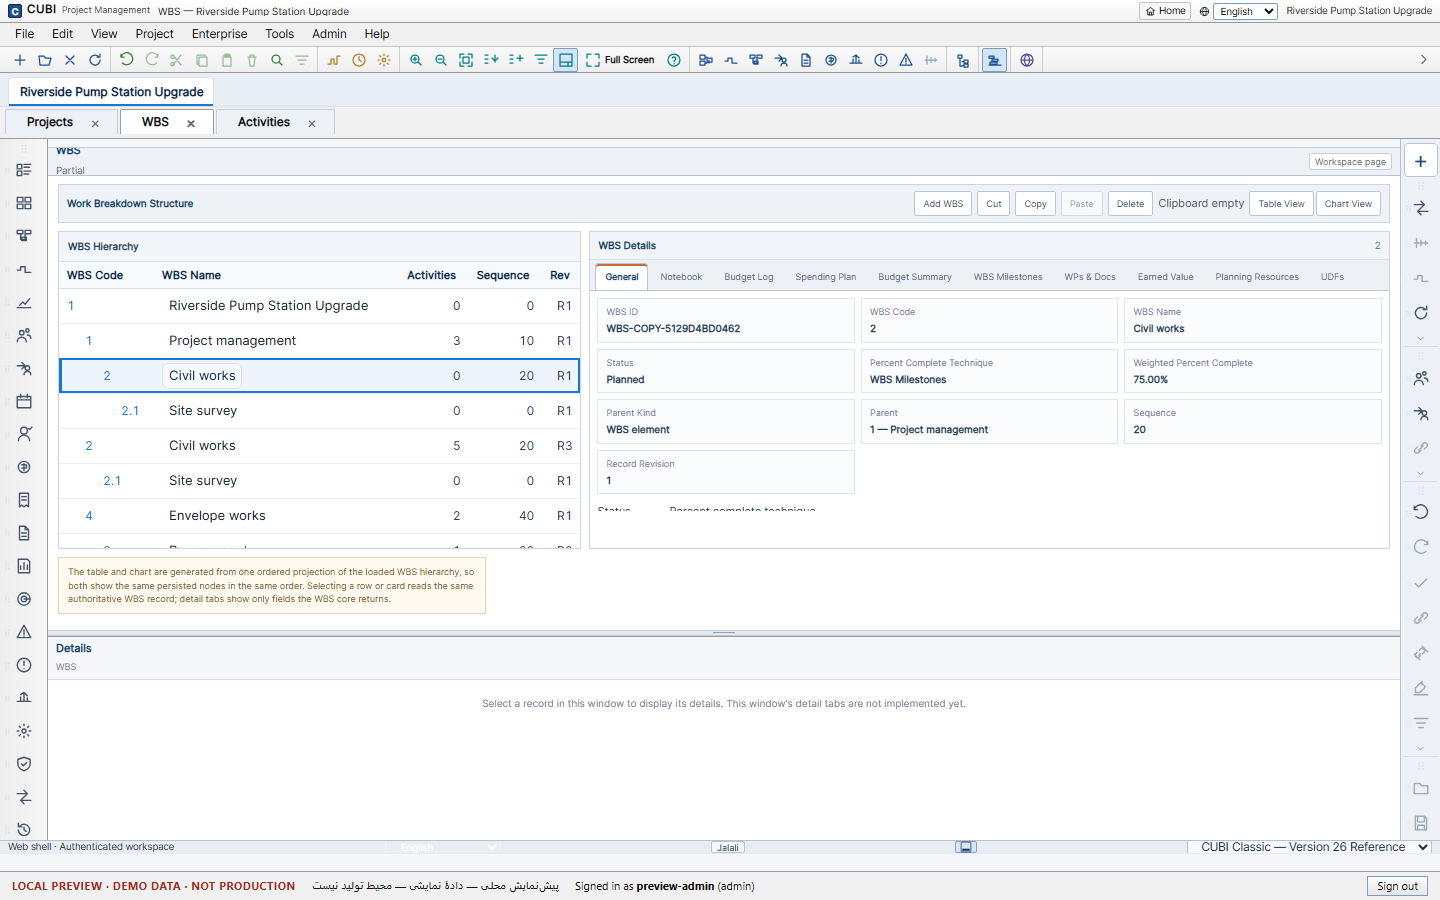 C CUBI Project Management WBS — Riverside Pump Station Upgrade Home English Riverside Pump Station Upgrade
File Edit View Project Enterprise Tools Admin Help
Full Screen
Riverside Pump Station Upgrade
Projects WBS Activities
WBS
Partial
Workspace page
Work Breakdown Structure Add WBS Cut Copy Paste Delete Clipboard empty Table View Chart View
WBS Hierarchy
WBS Code WBS Name Activities Sequence Rev
1 Riverside Pump Station Upgrade 0 0 R1
1 Project management 3 10 R1
2 Civil works 0 20 R1
2.1 Site survey 0 0 R1
2 Civil works 5 20 R3
2.1 Site survey 0 0 R1
4 Envelope works 2 40 R1
WBS Details 2
General Notebook Budget Log Spending Plan Budget Summary WBS Milestones WPs & Docs Earned Value Planning Resources UDFs
WBS ID WBS Code WBS Name
WBS-COPY-5129D4BD0462 2 Civil works
Status Percent Complete Technique Weighted Percent Complete
Planned WBS Milestones 75.00%
Parent Kind Parent Sequence
WBS element 1 — Project management 20
Record Revision
1
Status Percent complete technique
The table and chart are generated from one ordered projection of the loaded WBS hierarchy, so
both show the same persisted nodes in the same order. Selecting a row or card reads the same
authoritative WBS record; detail tabs show only fields the WBS core returns.
Details
WBS
Select a record in this window to display its details. This window's detail tabs are not implemented yet.
Web shell · Authenticated workspace English Jalali CUBI Classic — Version 26 Reference
LOCAL PREVIEW · DEMO DATA · NOT PRODUCTION پیش‌نمایش محلی — دادهٔ نمایشی — محیط تولید نیست Signed in as preview-admin (admin) Sign out